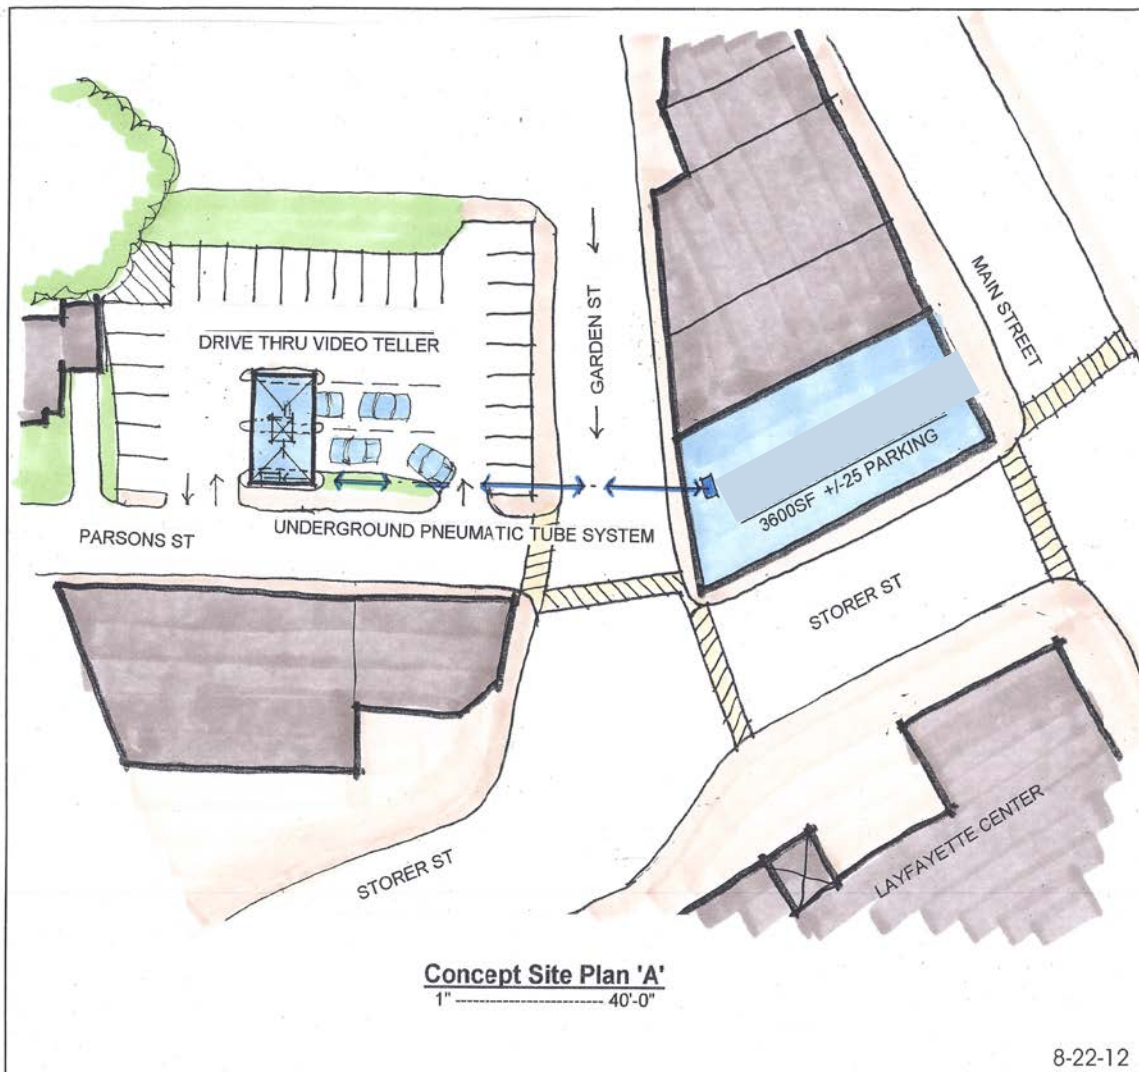 MAIN STREET
GARDEN ST
DRIVE THRU VIDEO TELLER
3600SF +/-25 PARKING
PARSONS ST
UNDERGROUND PNEUMATIC TUBE SYSTEM
STORER ST
STORER ST
LAYFAYETTE CENTER
Concept Site Plan 'A'
1" ------------------------ 40'-0"
8-22-12